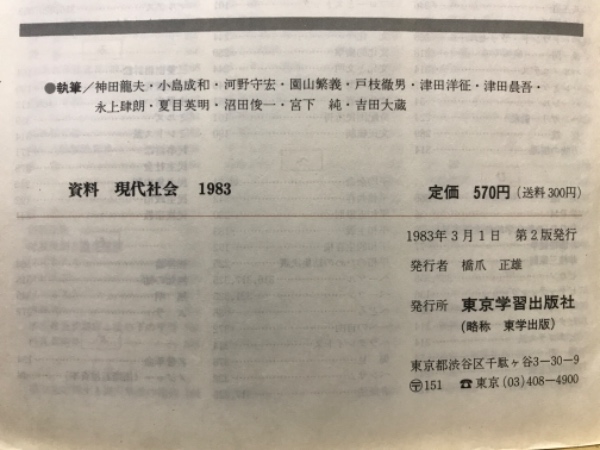 ●執筆／神田龍夫・小島成和・河野守宏・園山繁義・戸枝徹男・津田洋征・津田晨吾・
永上肆朗・夏目英明・沼田俊一・宮下　純・吉田大蔵
資料　現代社会　1983　定価　570円（送料300円）
1983年3月1日　第2版発行
発行者　橋爪　正雄
発行所　東京学習出版社
（略称　東学出版）
東京都渋谷区千駄ヶ谷3―30―9
〒151　☎東京（03）408―4900